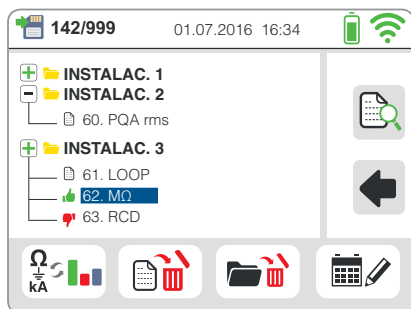 142/999 01.07.2016 16:34
INSTALAC. 1
INSTALAC. 2
60. PQA rms
INSTALAC. 3
61. LOOP
62. MΩ
63. RCD
Ω
kA